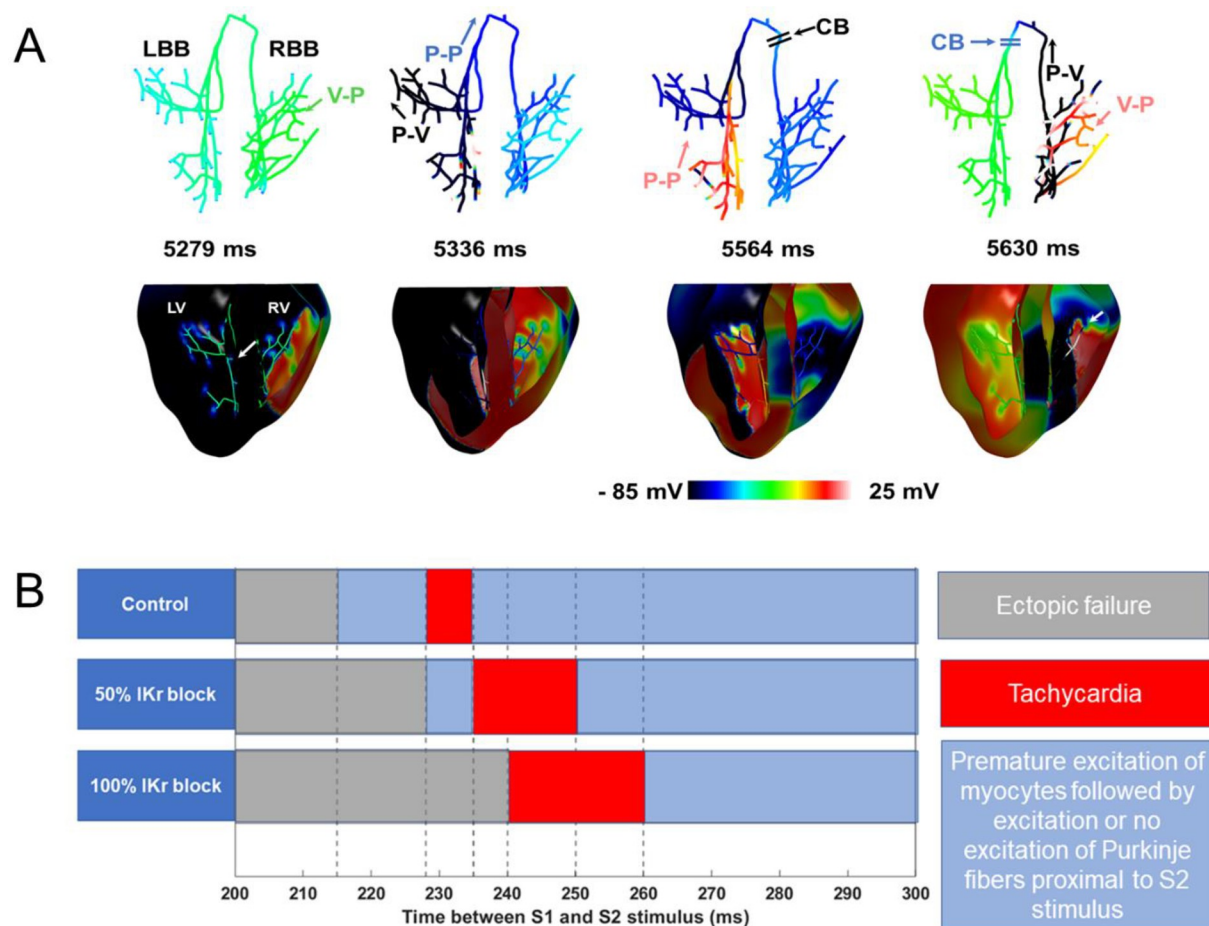 A
LBB
RBB
V-P
P-P
P-V
CB
P-P
CB
P-V
V-P
5279 ms
5336 ms
5564 ms
5630 ms
LV
RV
- 85 mV
25 mV
B
Control
50% IKr block
100% IKr block
200 210 220 230 240 250 260 270 280 290 300
Time between S1 and S2 stimulus (ms)
Ectopic failure
Tachycardia
Premature excitation of
myocytes followed by
excitation or no
excitation of Purkinje
fibers proximal to S2
stimulus